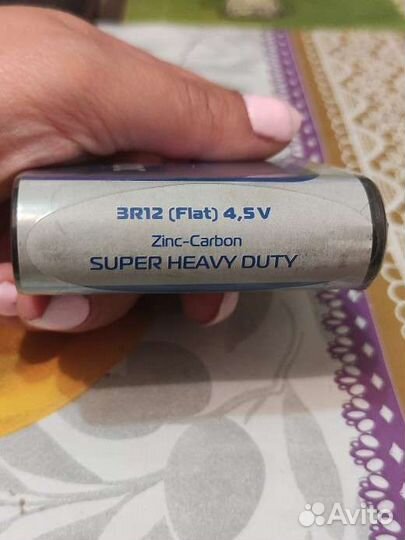 3R12 (Flat) 4,5V
Zinc-Carbon
SUPER HEAVY DUTY
Avito